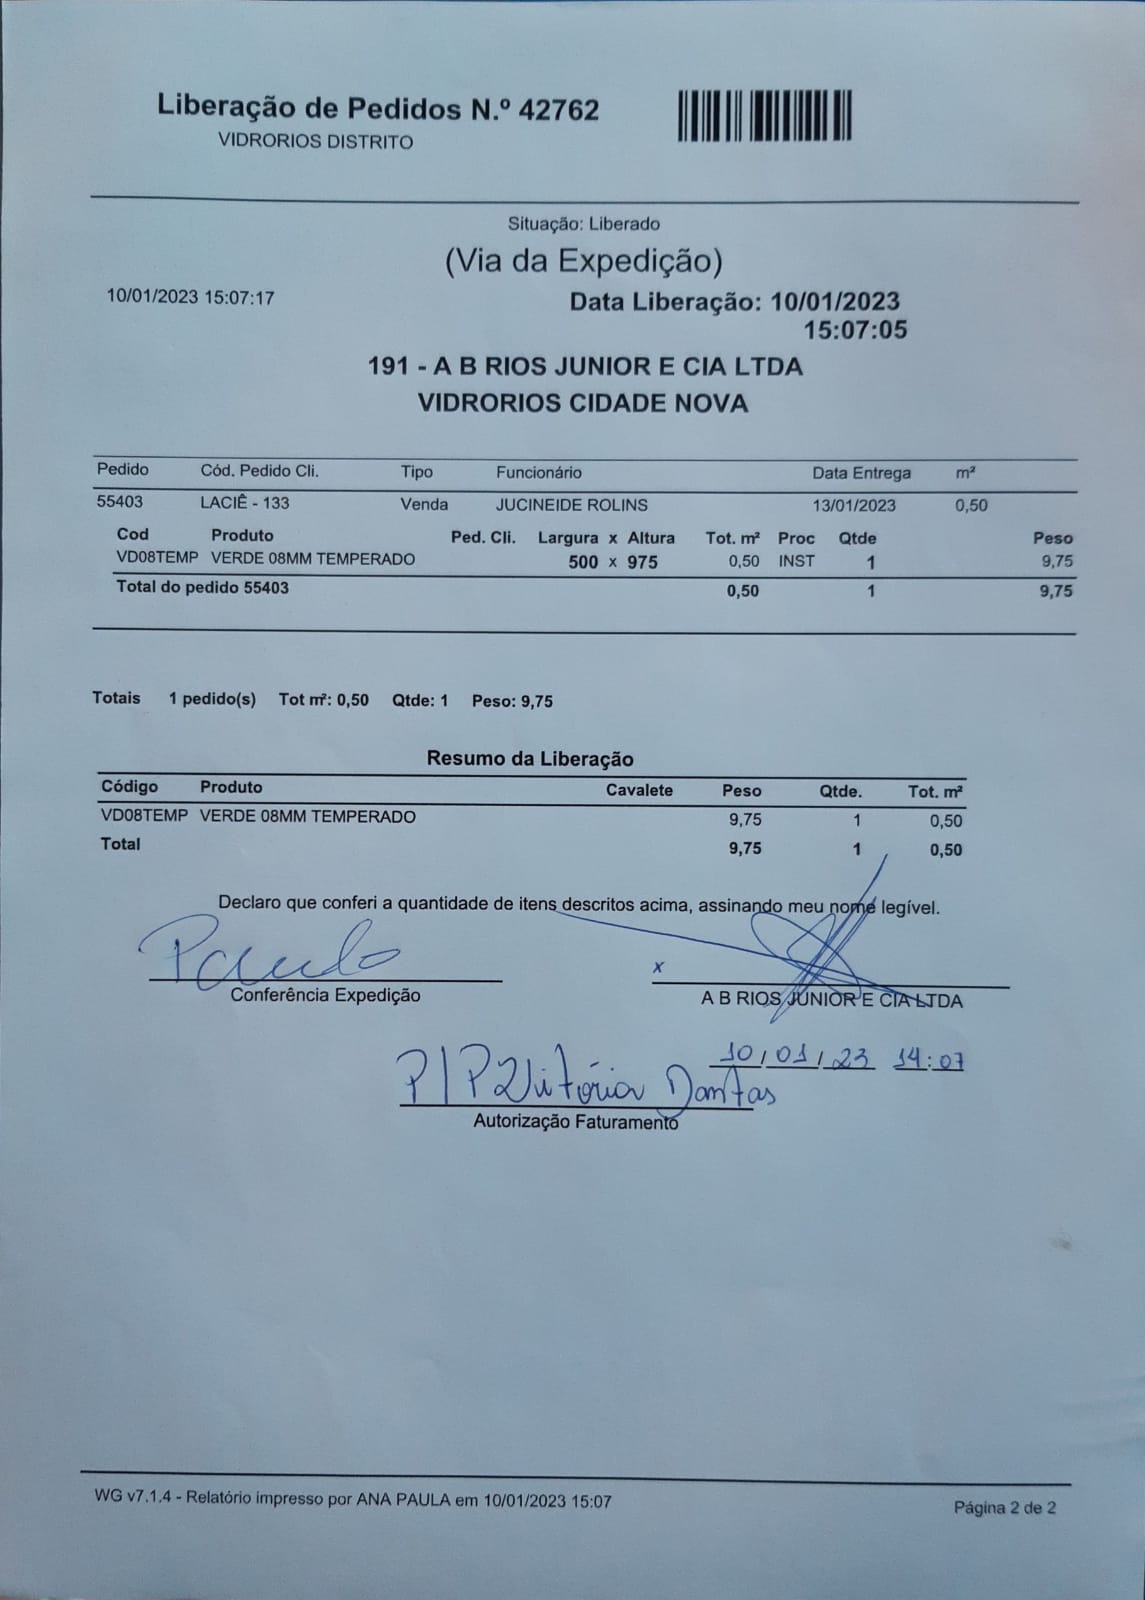 Liberação de Pedidos N.º 42762
VIDRORIOS DISTRITO
Situação: Liberado
(Via da Expedição)
10/01/2023 15:07:17
Data Liberação: 10/01/2023
15:07:05
191 - A B RIOS JUNIOR E CIA LTDA
VIDRORIOS CIDADE NOVA
Pedido Cód. Pedido Cli. Tipo Funcionário Data Entrega m²
55403 LACIÊ - 133 Venda JUCINEIDE ROLINS 13/01/2023 0,50
Cod Produto Ped. Cli. Largura x Altura Tot. m² Proc Qtde Peso
VD08TEMP VERDE 08MM TEMPERADO 500 x 975 0,50 INST 1 9,75
Total do pedido 55403 0,50 1 9,75
Totais 1 pedido(s) Tot m²: 0,50 Qtde: 1 Peso: 9,75
Resumo da Liberação
Código Produto Cavalete Peso Qtde. Tot. m²
VD08TEMP VERDE 08MM TEMPERADO 9,75 1 0,50
Total 9,75 1 0,50
Declaro que conferi a quantidade de itens descritos acima, assinando meu nome legível.
Paulo
x
Conferência Expedição
A B RIOS JUNIOR E CIA LTDA
10/01/23 14:07
P/P Vitória Dantas
Autorização Faturamento
WG v7.1.4 - Relatório impresso por ANA PAULA em 10/01/2023 15:07
Página 2 de 2